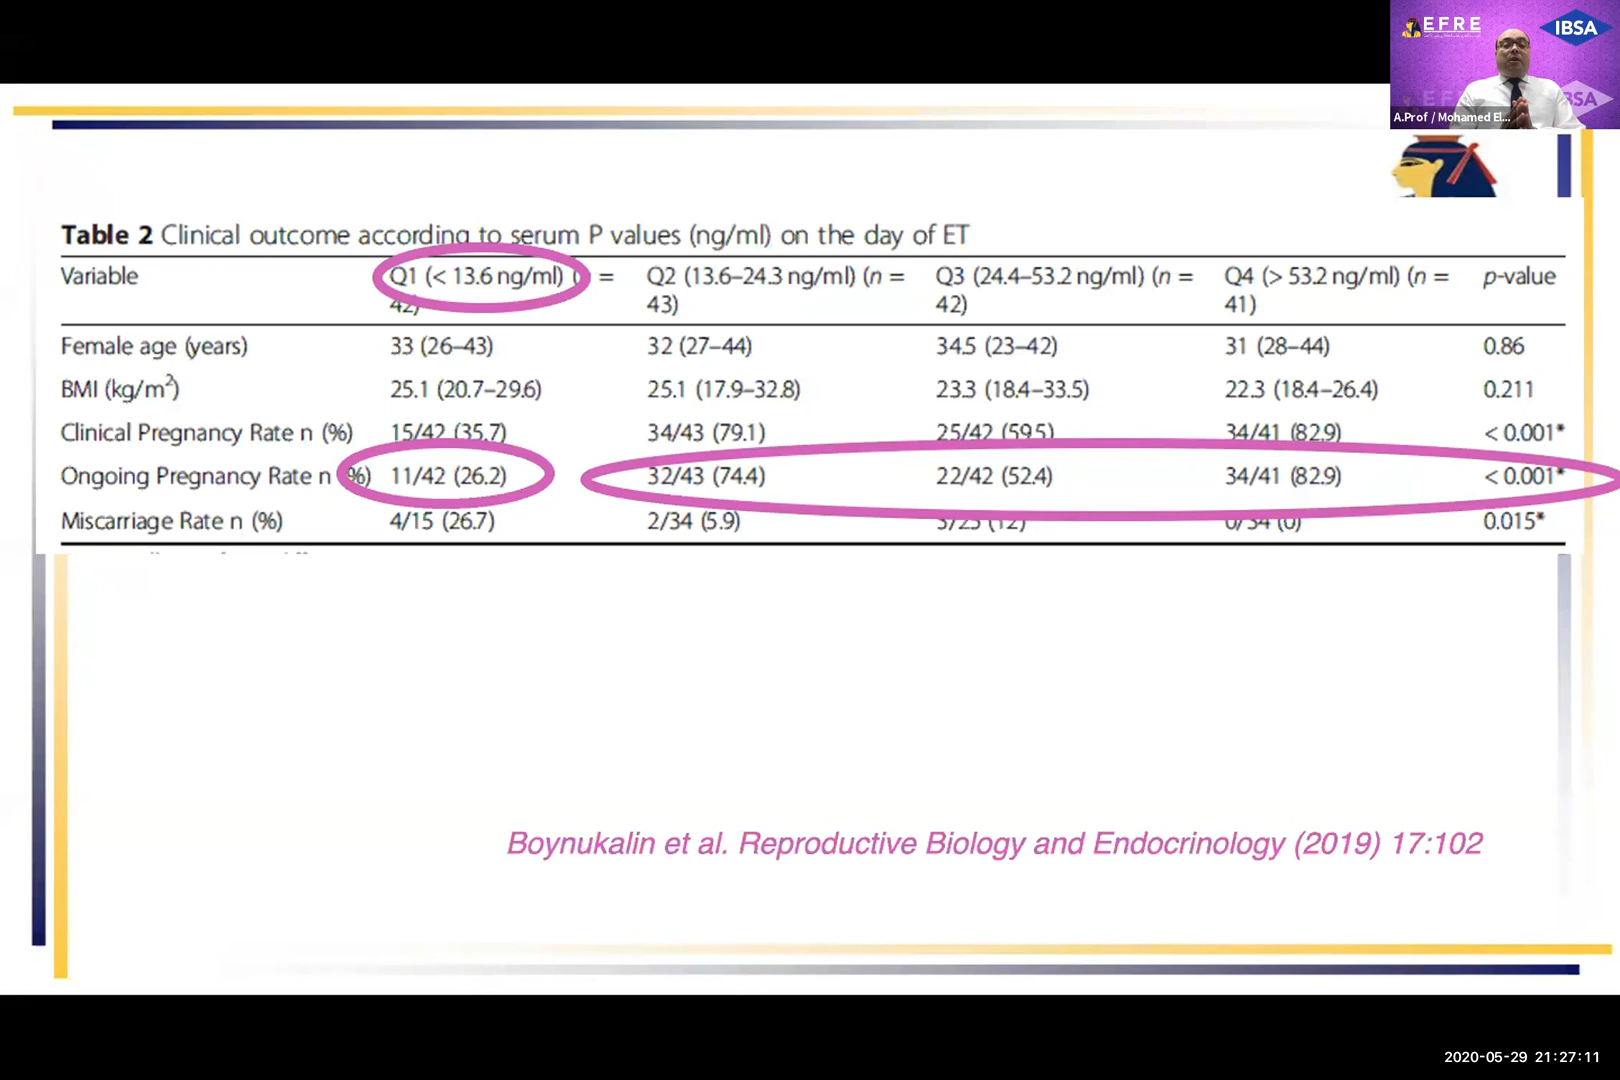 EFRE
IBSA
A.Prof / Mohamed El...
Table 2 Clinical outcome according to serum P values (ng/ml) on the day of ET
Variable Q1 (< 13.6 ng/ml) (n = 42) Q2 (13.6–24.3 ng/ml) (n = 43) Q3 (24.4–53.2 ng/ml) (n = 42) Q4 (> 53.2 ng/ml) (n = 41) p-value
Female age (years) 33 (26–43) 32 (27–44) 34.5 (23–42) 31 (28–44) 0.86
BMI (kg/m²) 25.1 (20.7–29.6) 25.1 (17.9–32.8) 23.3 (18.4–33.5) 22.3 (18.4–26.4) 0.211
Clinical Pregnancy Rate n (%) 15/42 (35.7) 34/43 (79.1) 25/42 (59.5) 34/41 (82.9) < 0.001*
Ongoing Pregnancy Rate n (%) 11/42 (26.2) 32/43 (74.4) 22/42 (52.4) 34/41 (82.9) < 0.001*
Miscarriage Rate n (%) 4/15 (26.7) 2/34 (5.9) 3/25 (12) 0/34 (0) 0.015*
Boynukalin et al. Reproductive Biology and Endocrinology (2019) 17:102
2020-05-29 21:27:11